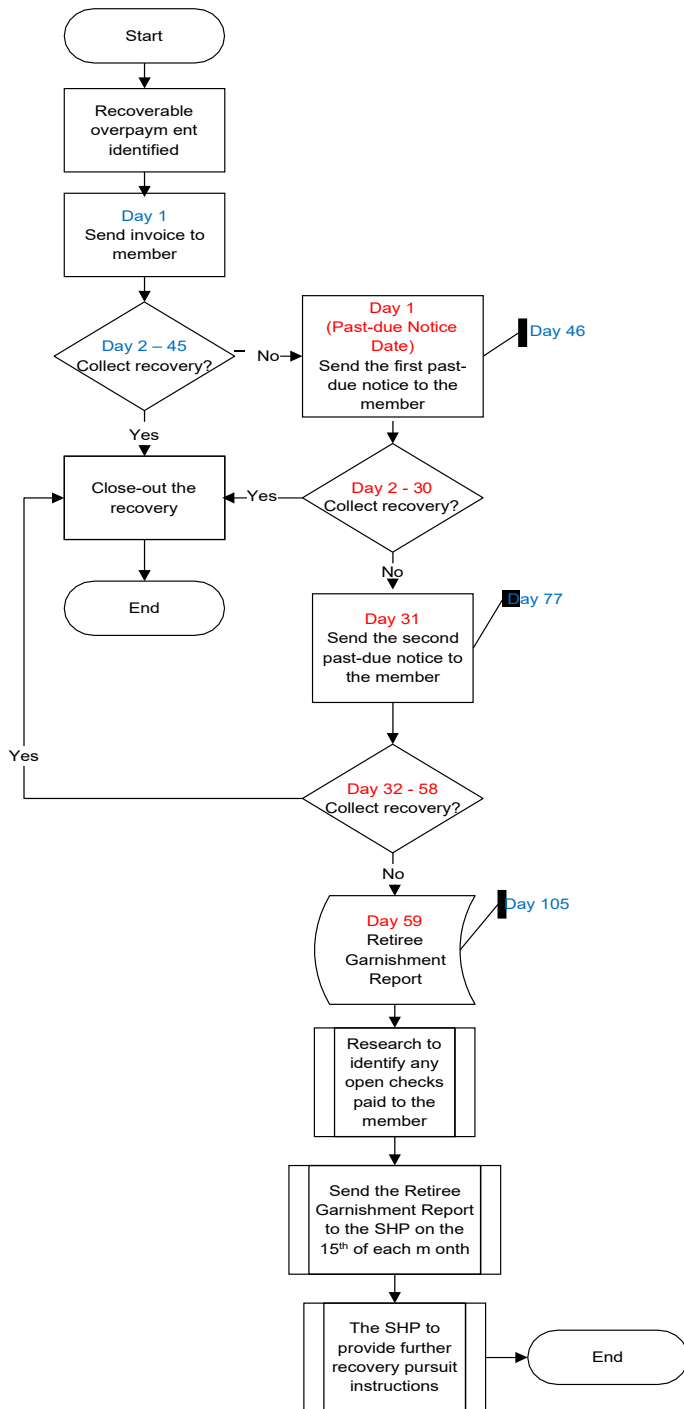 Start
Recoverable
overpaym ent
identified
Day 1
Send invoice to
member
Day 2 – 45
Collect recovery?
No
Day 1
(Past-due Notice
Date)
Send the first past-
due notice to the
member
Day 46
Yes
Close-out the
recovery
Yes
Day 2 - 30
Collect recovery?
End
No
Day 31
Send the second
past-due notice to
the member
Day 77
Yes
Day 32 - 58
Collect recovery?
No
Day 59
Retiree
Garnishment
Report
Day 105
Research to
identify any
open checks
paid to the
member
Send the Retiree
Garnishment Report
to the SHP on the
15th of each m onth
The SHP to
provide further
recovery pursuit
instructions
End